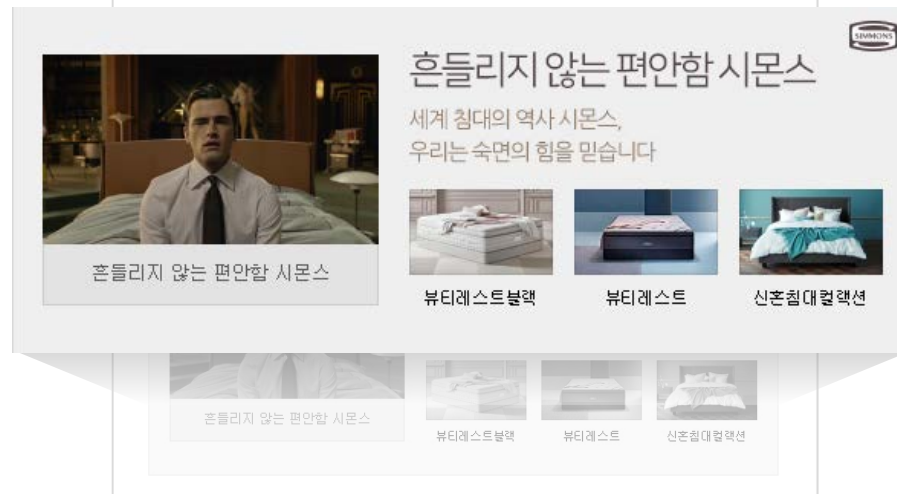 SIMMONS
흔들리지 않는 편안함 시몬스
세계 침대의 역사 시몬스,
우리는 숙면의 힘을 믿습니다
흔들리지 않는 편안함 시몬스
뷰티레스트블랙
뷰티레스트
신혼침대컬랙션
흔들리지 않는 편안함 시몬스
뷰티레스트블랙
뷰티레스트
신혼침대컬랙션